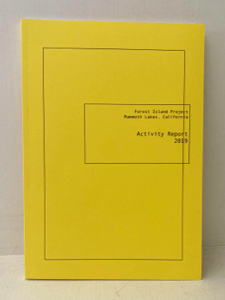 Forest Island Project
Mammoth Lakes, California
Activity Report
2019